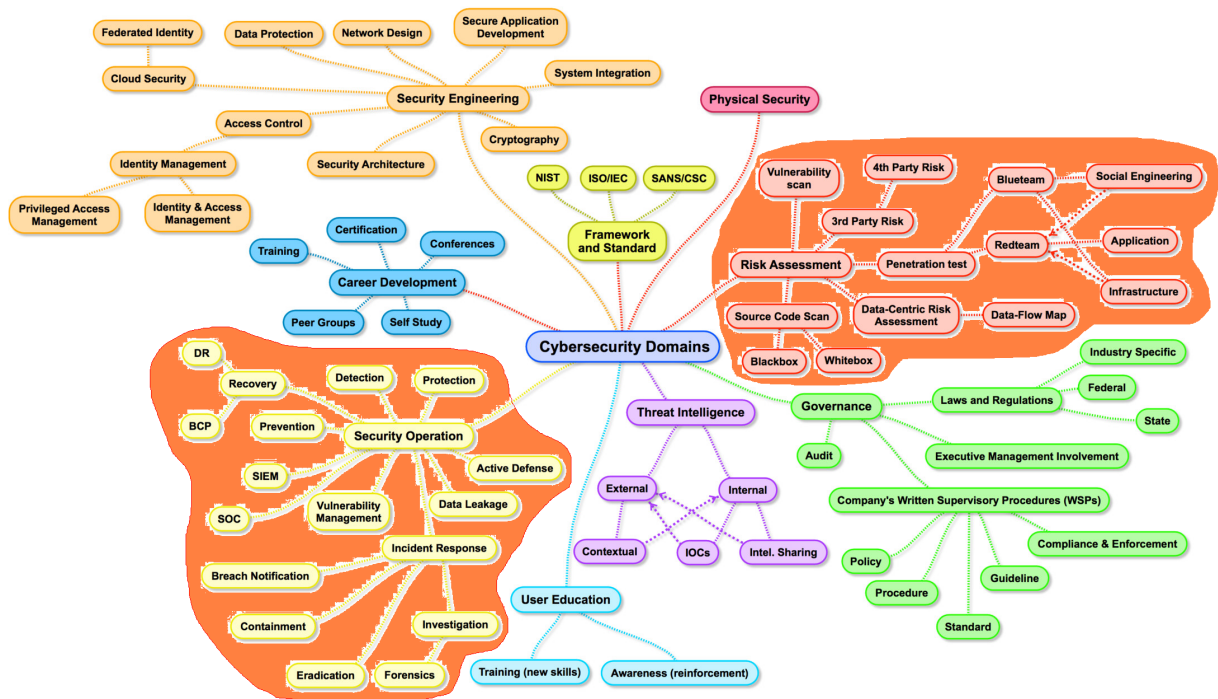 Federated Identity
Data Protection
Network Design
Secure Application
Development
Cloud Security
System Integration
Security Engineering
Physical Security
Access Control
Cryptography
Identity Management
Security Architecture
Privileged Access
Management
Identity & Access
Management
NIST
ISO/IEC
SANS/CSC
Framework
and Standard
Vulnerability
scan
4th Party Risk
Blueteam
Social Engineering
3rd Party Risk
Redteam
Application
Risk Assessment
Penetration test
Infrastructure
Source Code Scan
Data-Centric Risk
Assessment
Data-Flow Map
Blackbox
Whitebox
Certification
Training
Conferences
Career Development
Peer Groups
Self Study
Cybersecurity Domains
DR
Recovery
Detection
Protection
BCP
Prevention
Security Operation
SIEM
Active Defense
SOC
Vulnerability
Management
Data Leakage
Incident Response
Breach Notification
Containment
Investigation
Eradication
Forensics
Threat Intelligence
External
Internal
Contextual
IOCs
Intel. Sharing
User Education
Training (new skills)
Awareness (reinforcement)
Industry Specific
Governance
Laws and Regulations
Federal
State
Audit
Executive Management Involvement
Company's Written Supervisory Procedures (WSPs)
Compliance & Enforcement
Policy
Procedure
Guideline
Standard